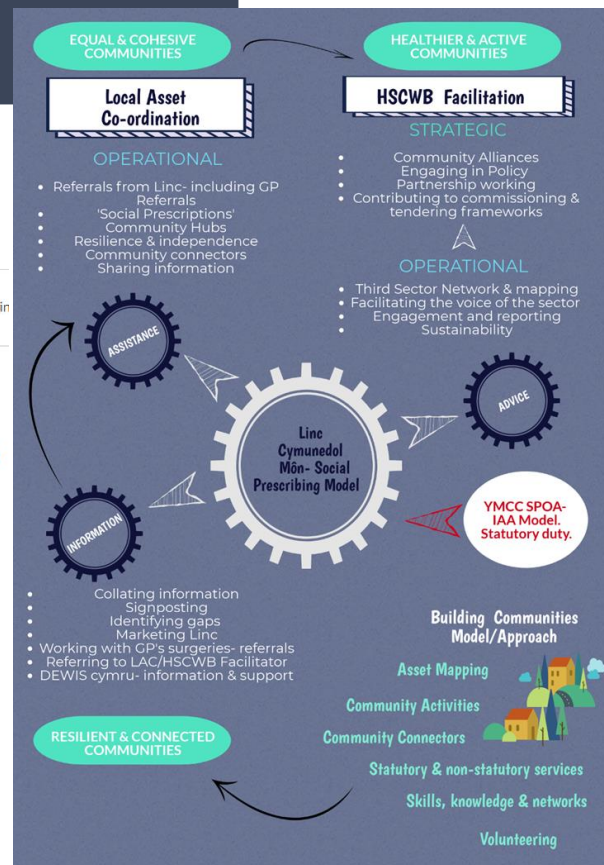 EQUAL & COHESIVE
COMMUNITIES
HEALTHIER & ACTIVE
COMMUNITIES
Local Asset
Co-ordination
HSCWB Facilitation
OPERATIONAL
• Referrals from Linc- including GP
Referrals
• 'Social Prescriptions'
• Community Hubs
• Resilience & independence
• Community connectors
• Sharing information
STRATEGIC
• Community Alliances
• Engaging in Policy
• Partnership working
• Contributing to commissioning &
tendering frameworks
OPERATIONAL
• Third Sector Network & mapping
• Facilitating the voice of the sector
• Engagement and reporting
• Sustainability
in
ASSISTANCE
ADVICE
Linc
Cymunedol
Môn- Social
Prescribing Model
INFORMATION
YMCC SPOA-
IAA Model.
Statutory duty.
• Collating information
• Signposting
• Identifying gaps
• Marketing Linc
• Working with GP's surgeries- referrals
• Referring to LAC/HSCWB Facilitator
• DEWIS cymru- information & support
Building Communities
Model/Approach
Asset Mapping
Community Activities
Community Connectors
Statutory & non-statutory services
Skills, knowledge & networks
Volunteering
RESILIENT & CONNECTED
COMMUNITIES